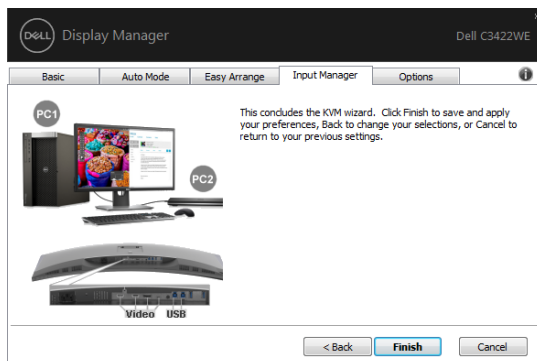 DELL Display Manager
Dell C3422WE
Basic Auto Mode Easy Arrange Input Manager Options
PC1
This concludes the KVM wizard. Click Finish to save and apply
your preferences, Back to change your selections, or Cancel to
return to your previous settings.
PC2
Video USB
< Back Finish Cancel